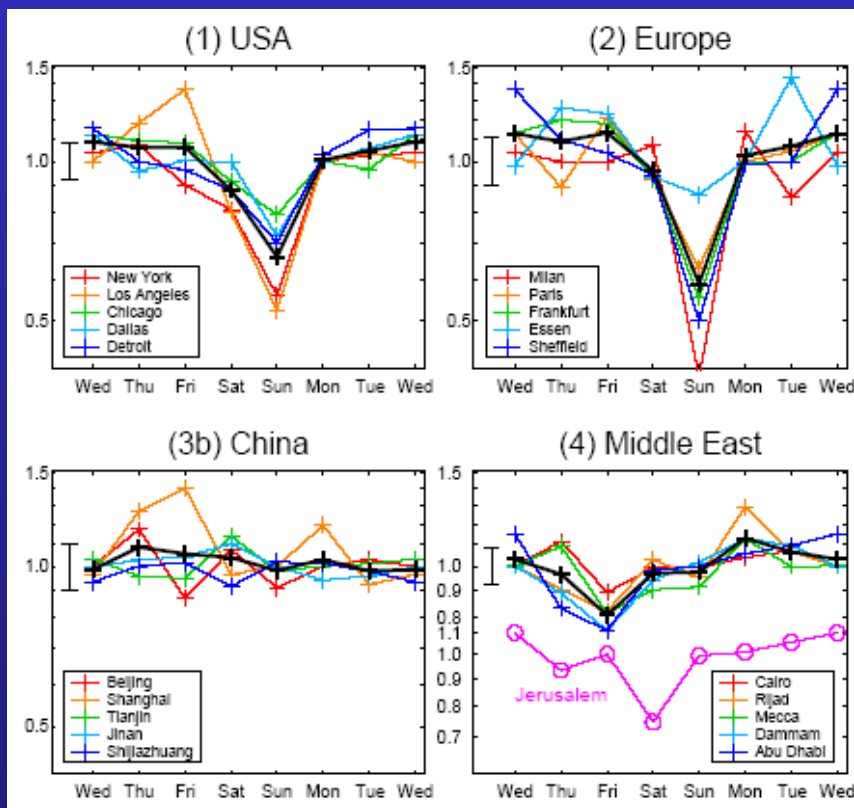 (1) USA
1.5
1.0
0.5
New York
Los Angeles
Chicago
Dallas
Detroit
Wed Thu Fri Sat Sun Mon Tue Wed
(2) Europe
1.5
1.0
0.5
Milan
Paris
Frankfurt
Essen
Sheffield
Wed Thu Fri Sat Sun Mon Tue Wed
(3b) China
1.5
1.0
0.5
Beijing
Shanghai
Tianjin
Jinan
Shijiazhuang
Wed Thu Fri Sat Sun Mon Tue Wed
(4) Middle East
1.5
1.0
0.9
0.8
1.1
1.0
0.9
0.8
0.7
Jerusalem
Cairo
Rijad
Mecca
Dammam
Abu Dhabi
Wed Thu Fri Sat Sun Mon Tue Wed